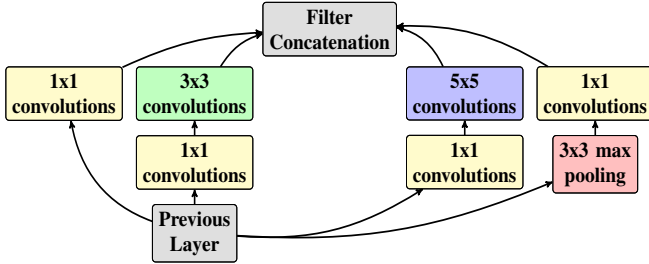 Filter
Concatenation
1x1
convolutions
3x3
convolutions
5x5
convolutions
1x1
convolutions
1x1
convolutions
1x1
convolutions
3x3 max
pooling
Previous
Layer